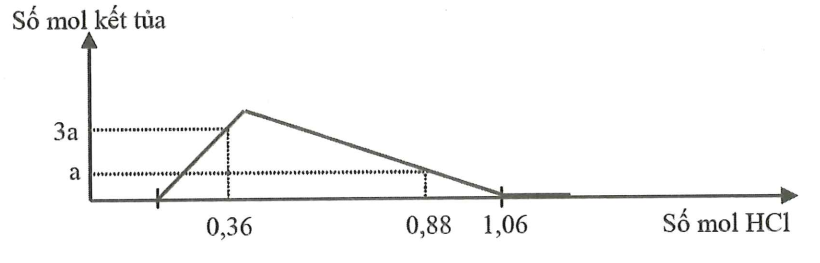 Số mol kết tủa
3a
a
0,36
0,88
1,06
Số mol HCl